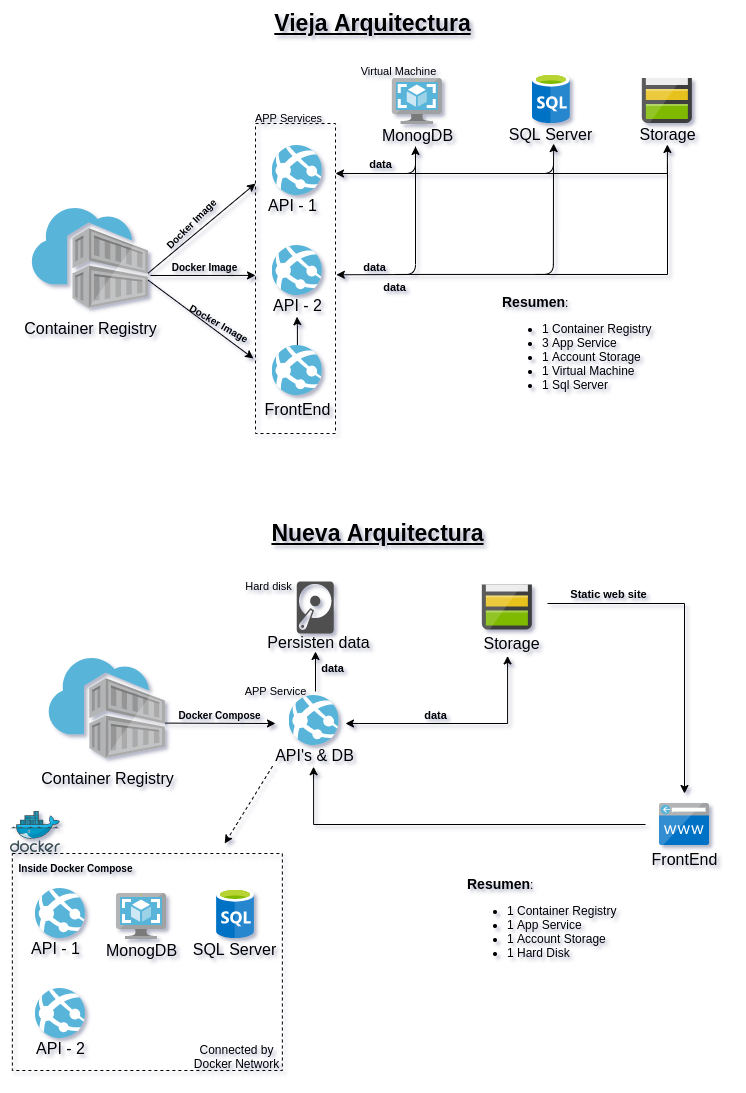 Vieja Arquitectura
Virtual Machine
APP Services
MonogDB
SQL
SQL Server
Storage
data
API - 1
Docker Image
Docker Image
data
data
API - 2
Docker Image
Container Registry
FrontEnd
Resumen:
1 Container Registry
3 App Service
1 Account Storage
1 Virtual Machine
1 Sql Server
Nueva Arquitectura
Hard disk
Persisten data
data
Static web site
Storage
APP Service
Docker Compose
data
API's & DB
Container Registry
docker
Inside Docker Compose
API - 1
MonogDB
SQL
SQL Server
API - 2
Connected by
Docker Network
WWW
FrontEnd
Resumen:
1 Container Registry
1 App Service
1 Account Storage
1 Hard Disk